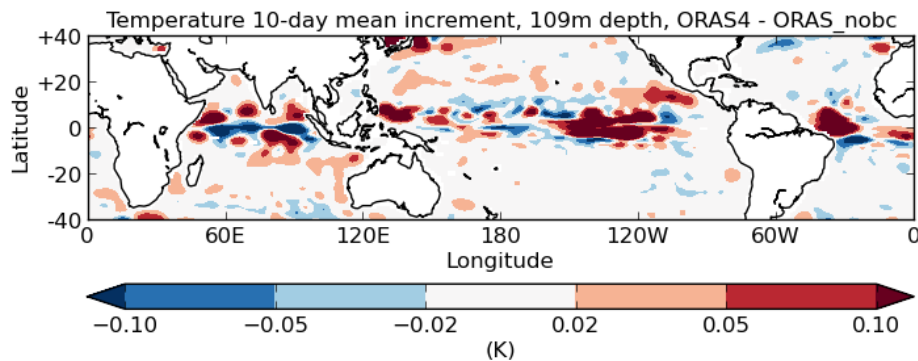 Temperature 10-day mean increment, 109m depth, ORAS4 - ORAS_nobc
+40
+20
0
-20
-40
Latitude
0 60E 120E 180 120W 60W 0
Longitude
−0.10 −0.05 −0.02 0.02 0.05 0.10
(K)